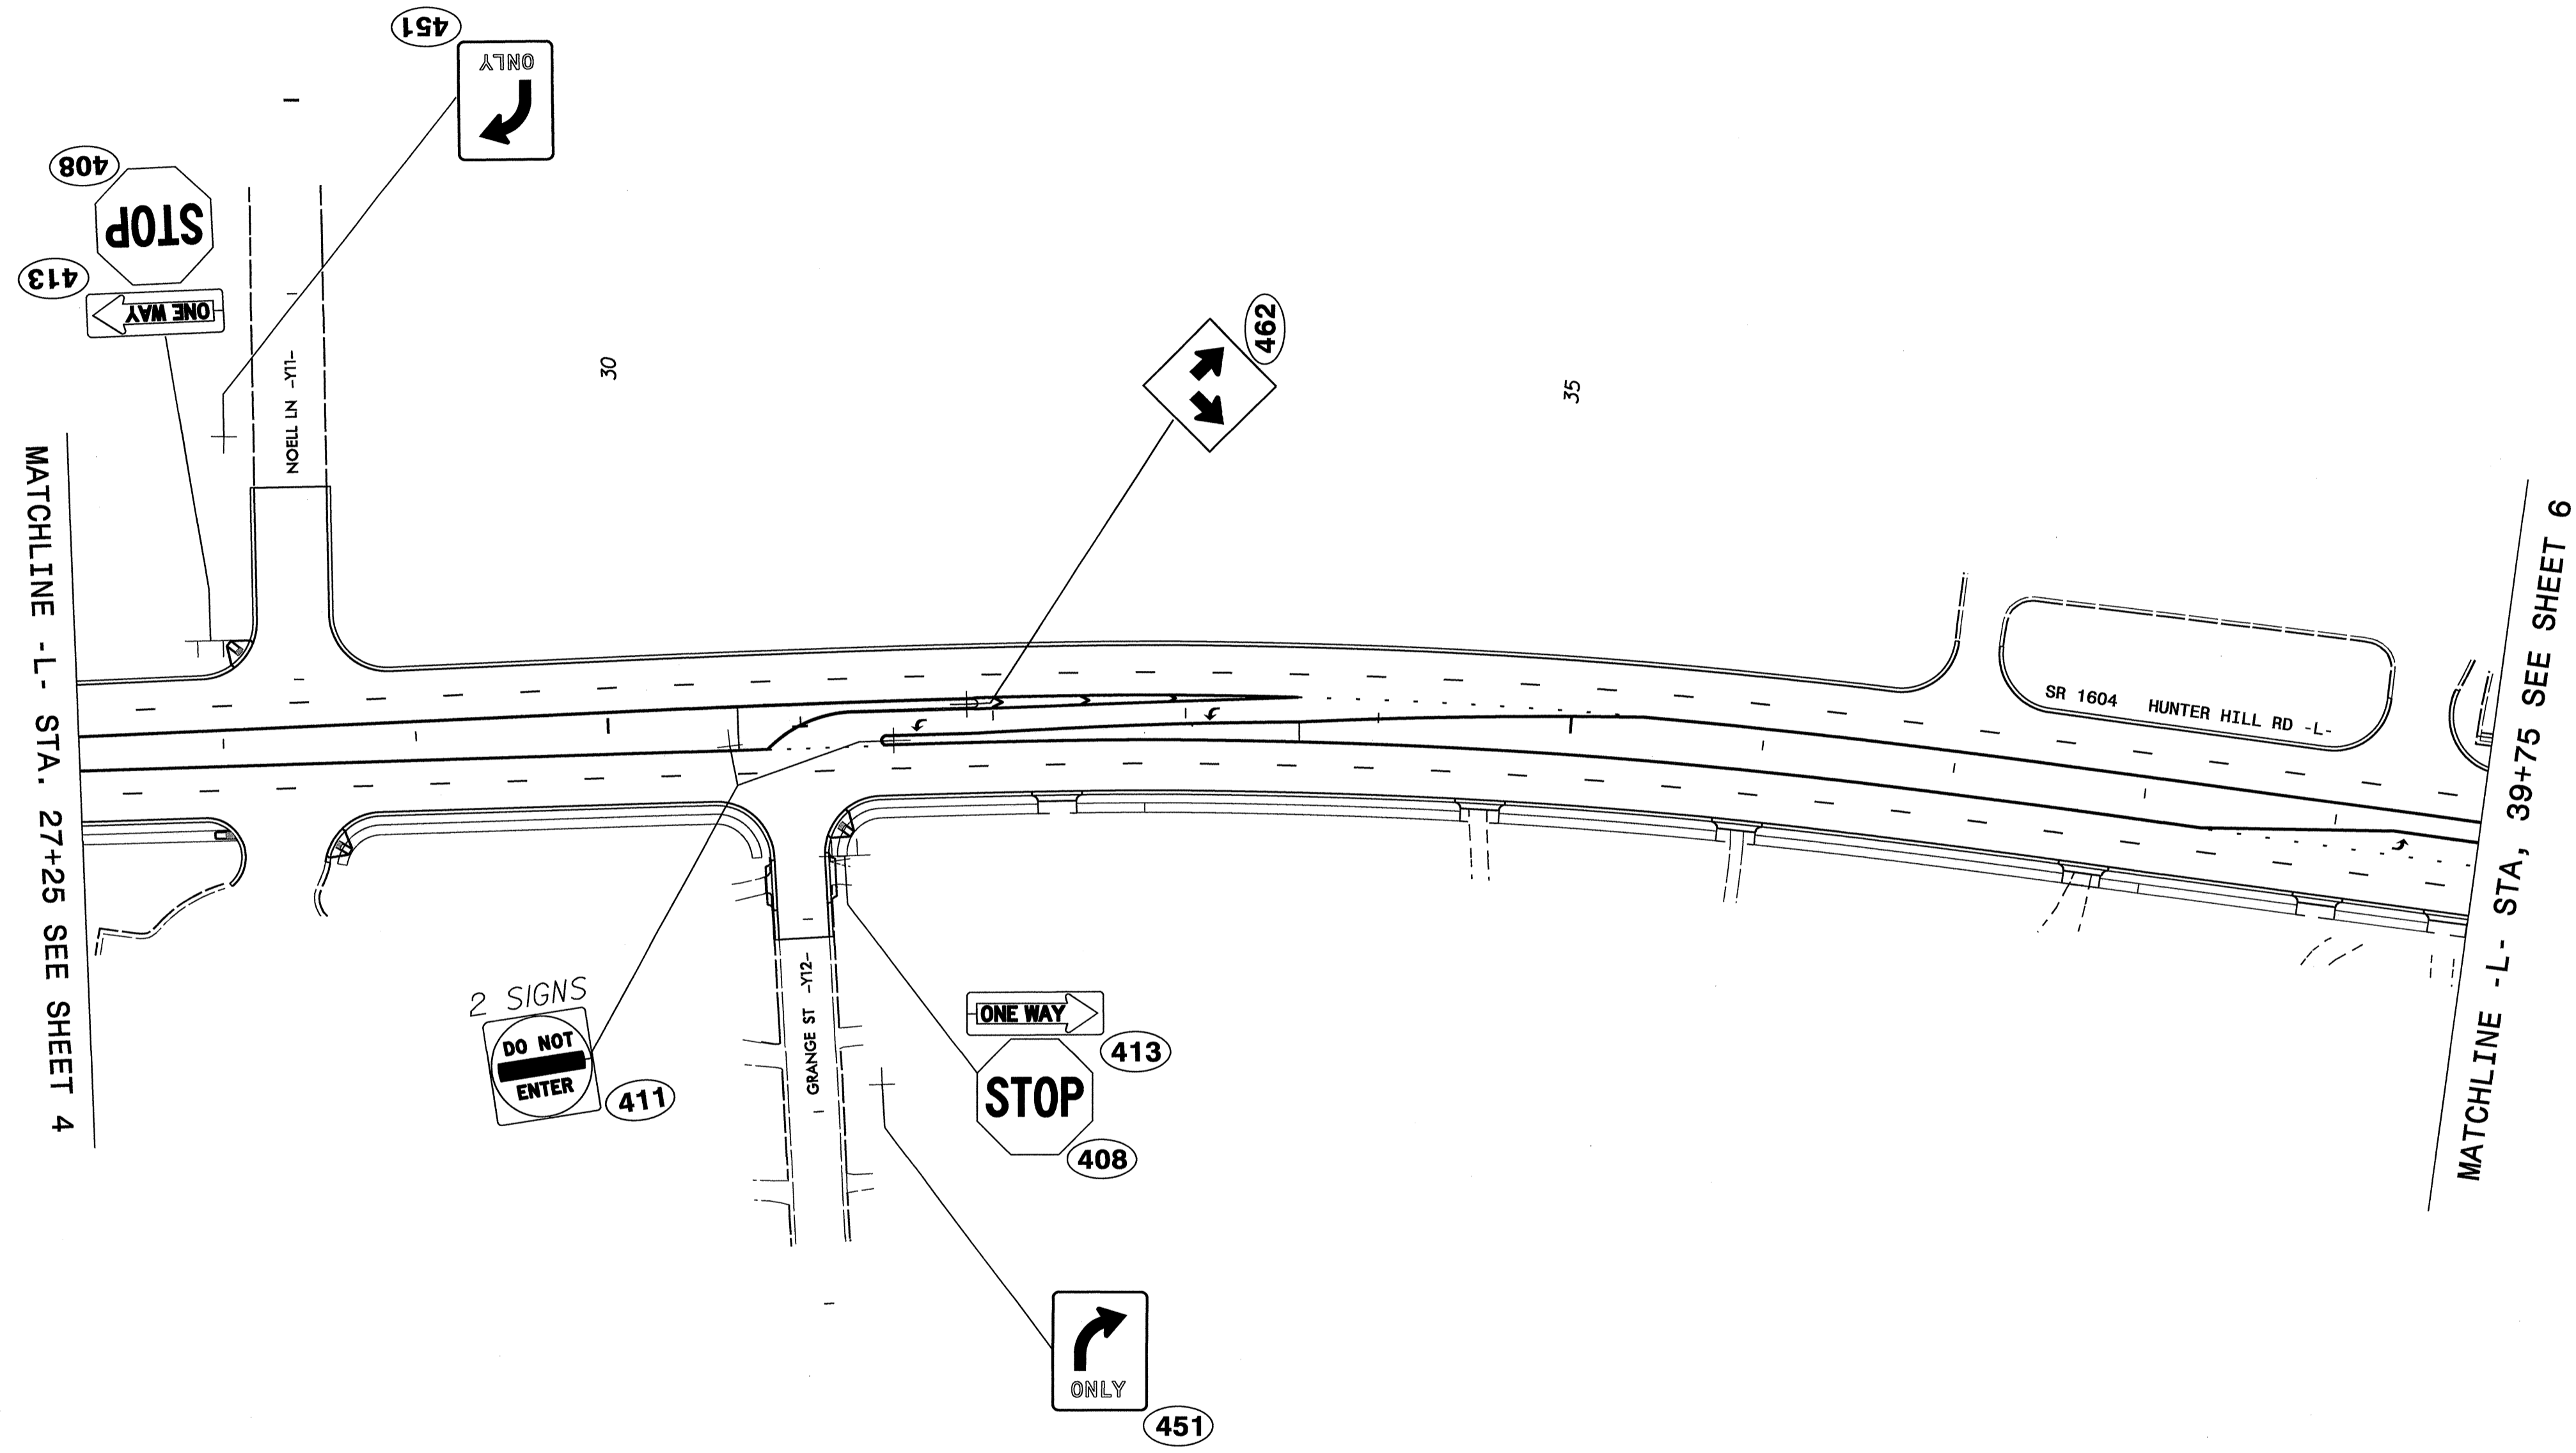 451
ONLY
408
STOP
413
ONE WAY
NOELL LN -Y11-
30
462
35
MATCHLINE -L- STA. 27+25 SEE SHEET 4
MATCHLINE -L- STA, 39+75 SEE SHEET 6
SR 1604 HUNTER HILL RD -L-
2 SIGNS
DO NOT
ENTER
411
GRANGE ST -Y12-
ONE WAY
413
STOP
408
ONLY
451